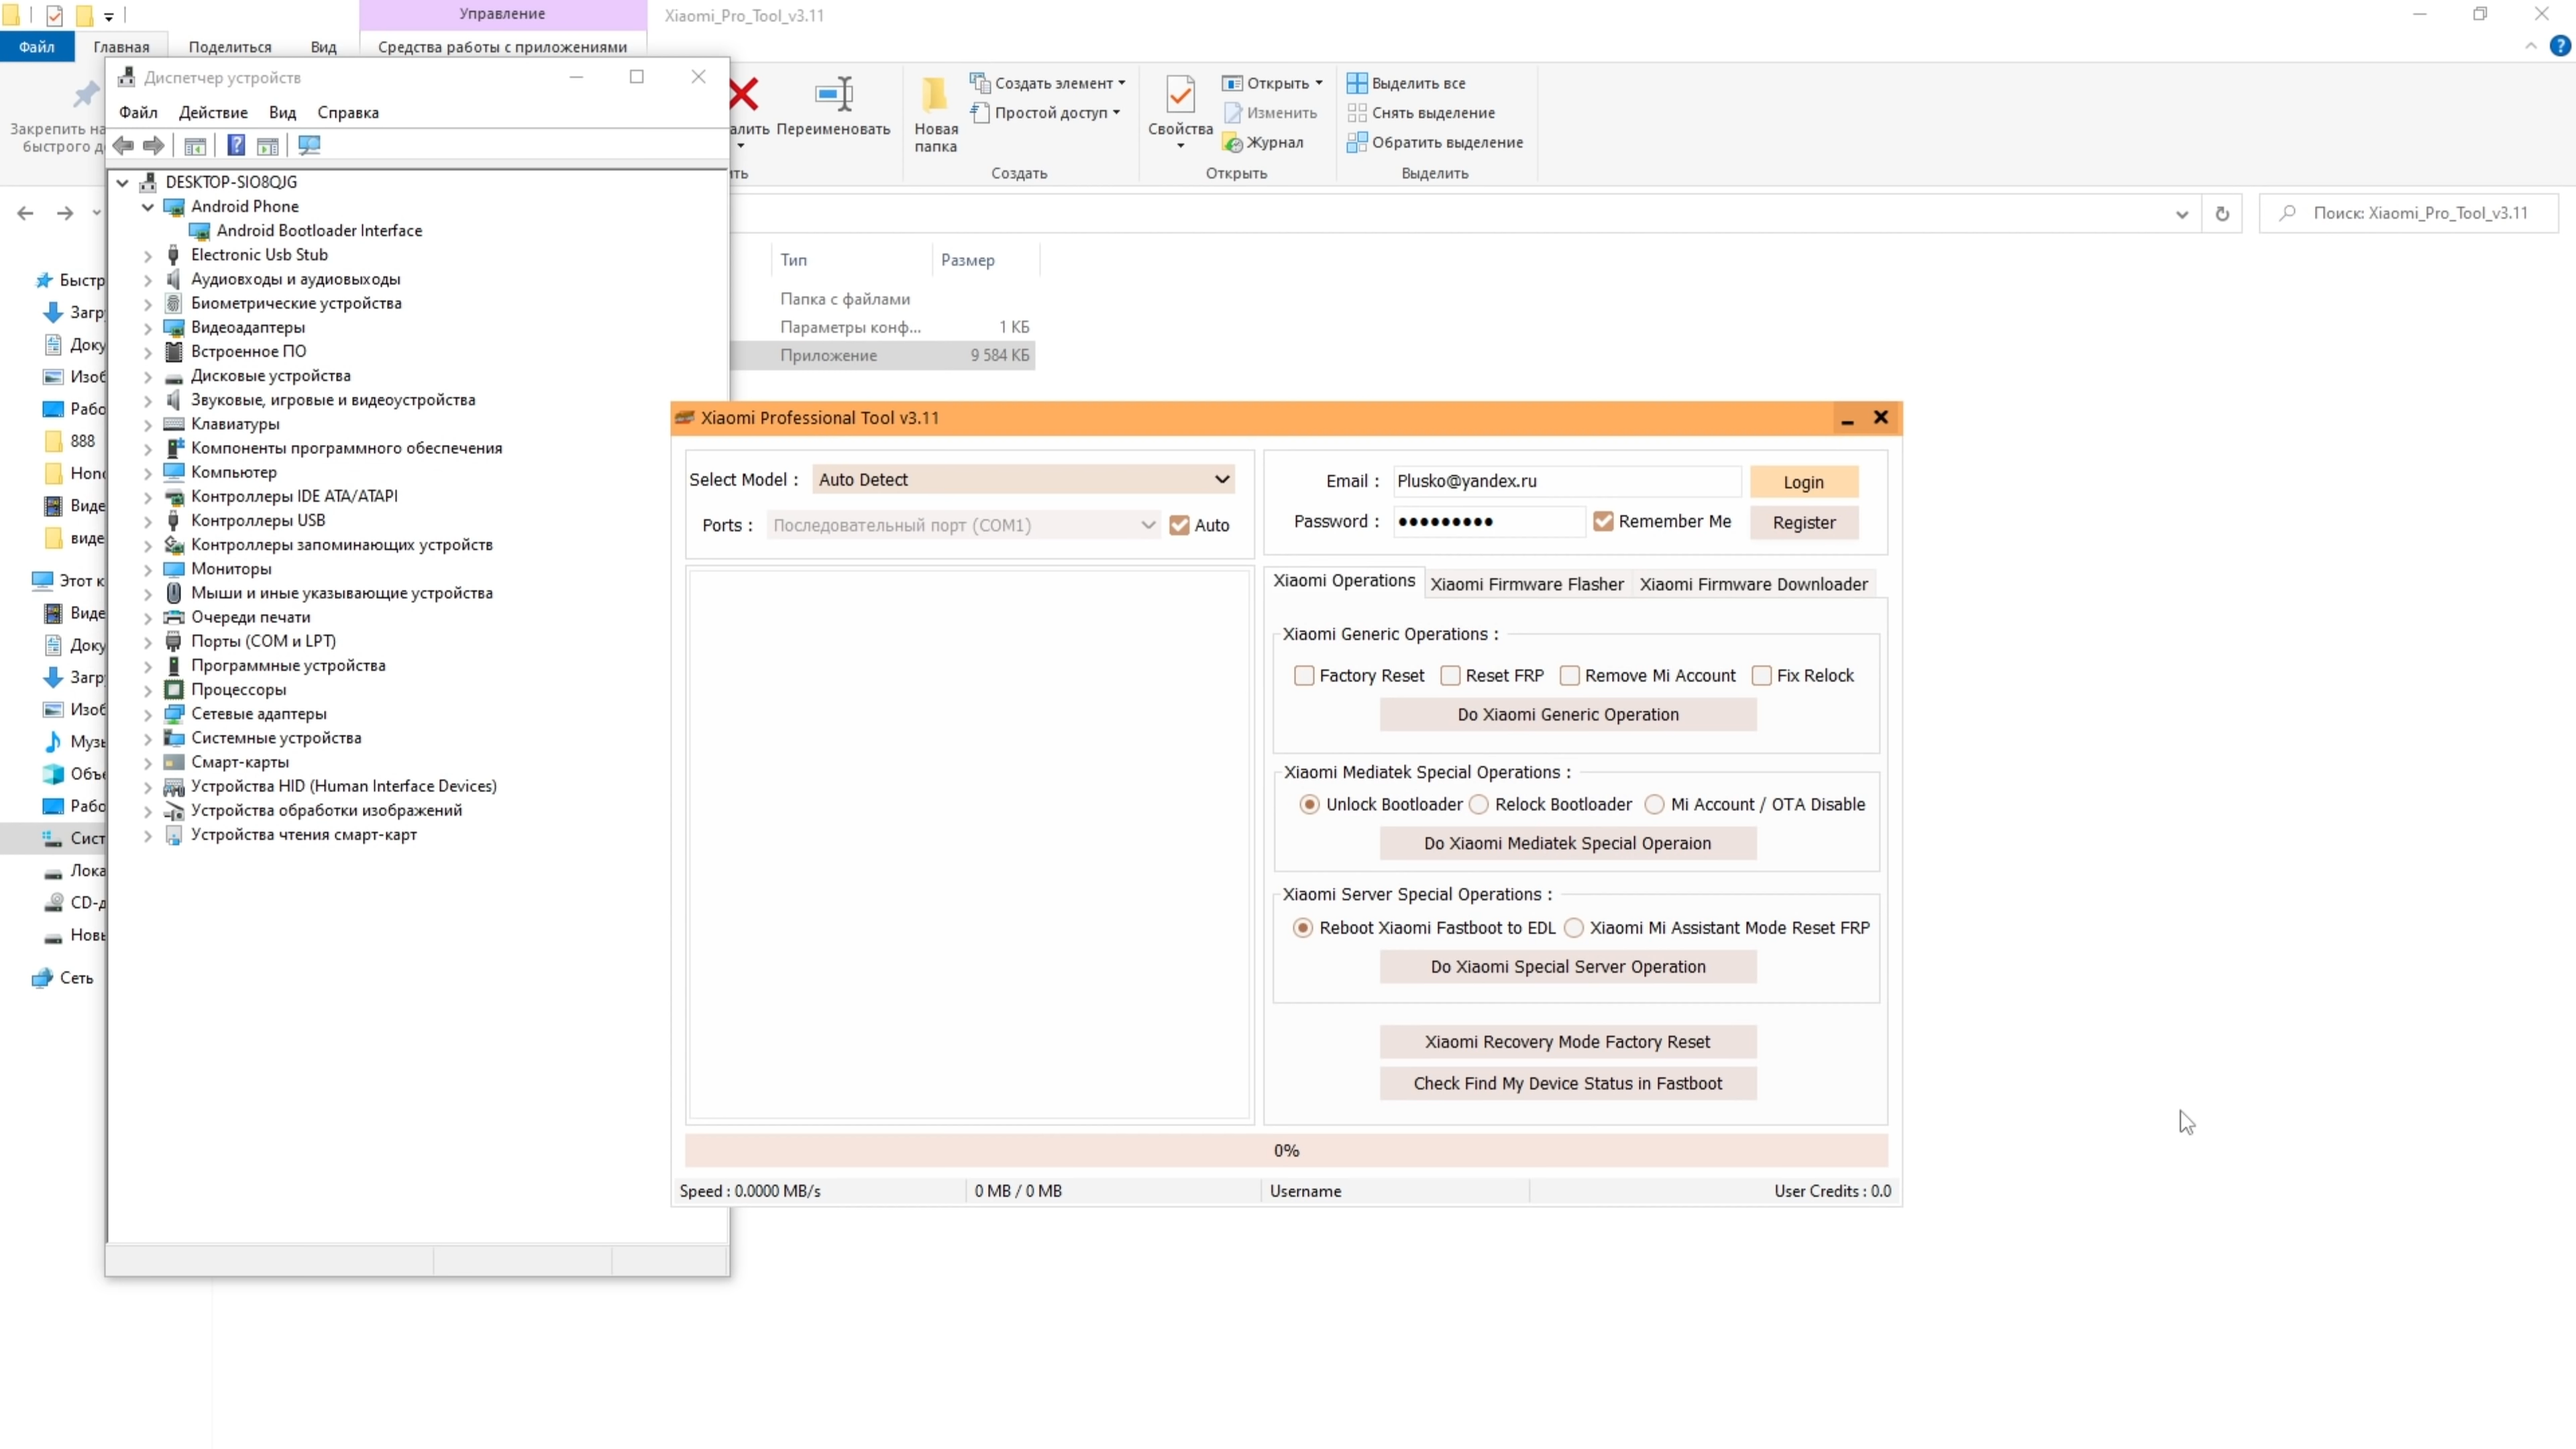 Управление
Xiaomi_Pro_Tool_v3.11
Файл
Главная
Поделиться
Вид
Средства работы с приложениями
Закрепить на
быстрого д
алить
Переименовать
Новая
папка
Создать элемент
Простой доступ
Создать
Свойства
Открыть
Изменить
Журнал
Открыть
Выделить все
Снять выделение
Обратить выделение
Выделить
Поиск: Xiaomi_Pro_Tool_v3.11
Тип
Размер
Папка с файлами
Параметры конф...
1 КБ
Приложение
9 584 КБ
Быстр
Загр
Доку
Изоб
Рабо
888
Hono
Виде
виде
Этот к
Виде
Доку
Загр
Изоб
Музы
Объе
Рабо
Сист
Лока
CD-д
Новы
Сеть
Диспетчер устройств
Файл
Действие
Вид
Справка
DESKTOP-SIO8QJG
Android Phone
Android Bootloader Interface
Electronic Usb Stub
Аудиовходы и аудиовыходы
Биометрические устройства
Видеоадаптеры
Встроенное ПО
Дисковые устройства
Звуковые, игровые и видеоустройства
Клавиатуры
Компоненты программного обеспечения
Компьютер
Контроллеры IDE ATA/ATAPI
Контроллеры USB
Контроллеры запоминающих устройств
Мониторы
Мыши и иные указывающие устройства
Очереди печати
Порты (COM и LPT)
Программные устройства
Процессоры
Сетевые адаптеры
Системные устройства
Смарт-карты
Устройства HID (Human Interface Devices)
Устройства обработки изображений
Устройства чтения смарт-карт
Xiaomi Professional Tool v3.11
Select Model :
Auto Detect
Ports :
Последовательный порт (COM1)
Auto
Email :
Plusko@yandex.ru
Login
Password :
●●●●●●●●●
Remember Me
Register
Xiaomi Operations
Xiaomi Firmware Flasher
Xiaomi Firmware Downloader
Xiaomi Generic Operations :
Factory Reset
Reset FRP
Remove Mi Account
Fix Relock
Do Xiaomi Generic Operation
Xiaomi Mediatek Special Operations :
Unlock Bootloader
Relock Bootloader
Mi Account / OTA Disable
Do Xiaomi Mediatek Special Operaion
Xiaomi Server Special Operations :
Reboot Xiaomi Fastboot to EDL
Xiaomi Mi Assistant Mode Reset FRP
Do Xiaomi Special Server Operation
Xiaomi Recovery Mode Factory Reset
Check Find My Device Status in Fastboot
0%
Speed : 0.0000 MB/s
0 MB / 0 MB
Username
User Credits : 0.0